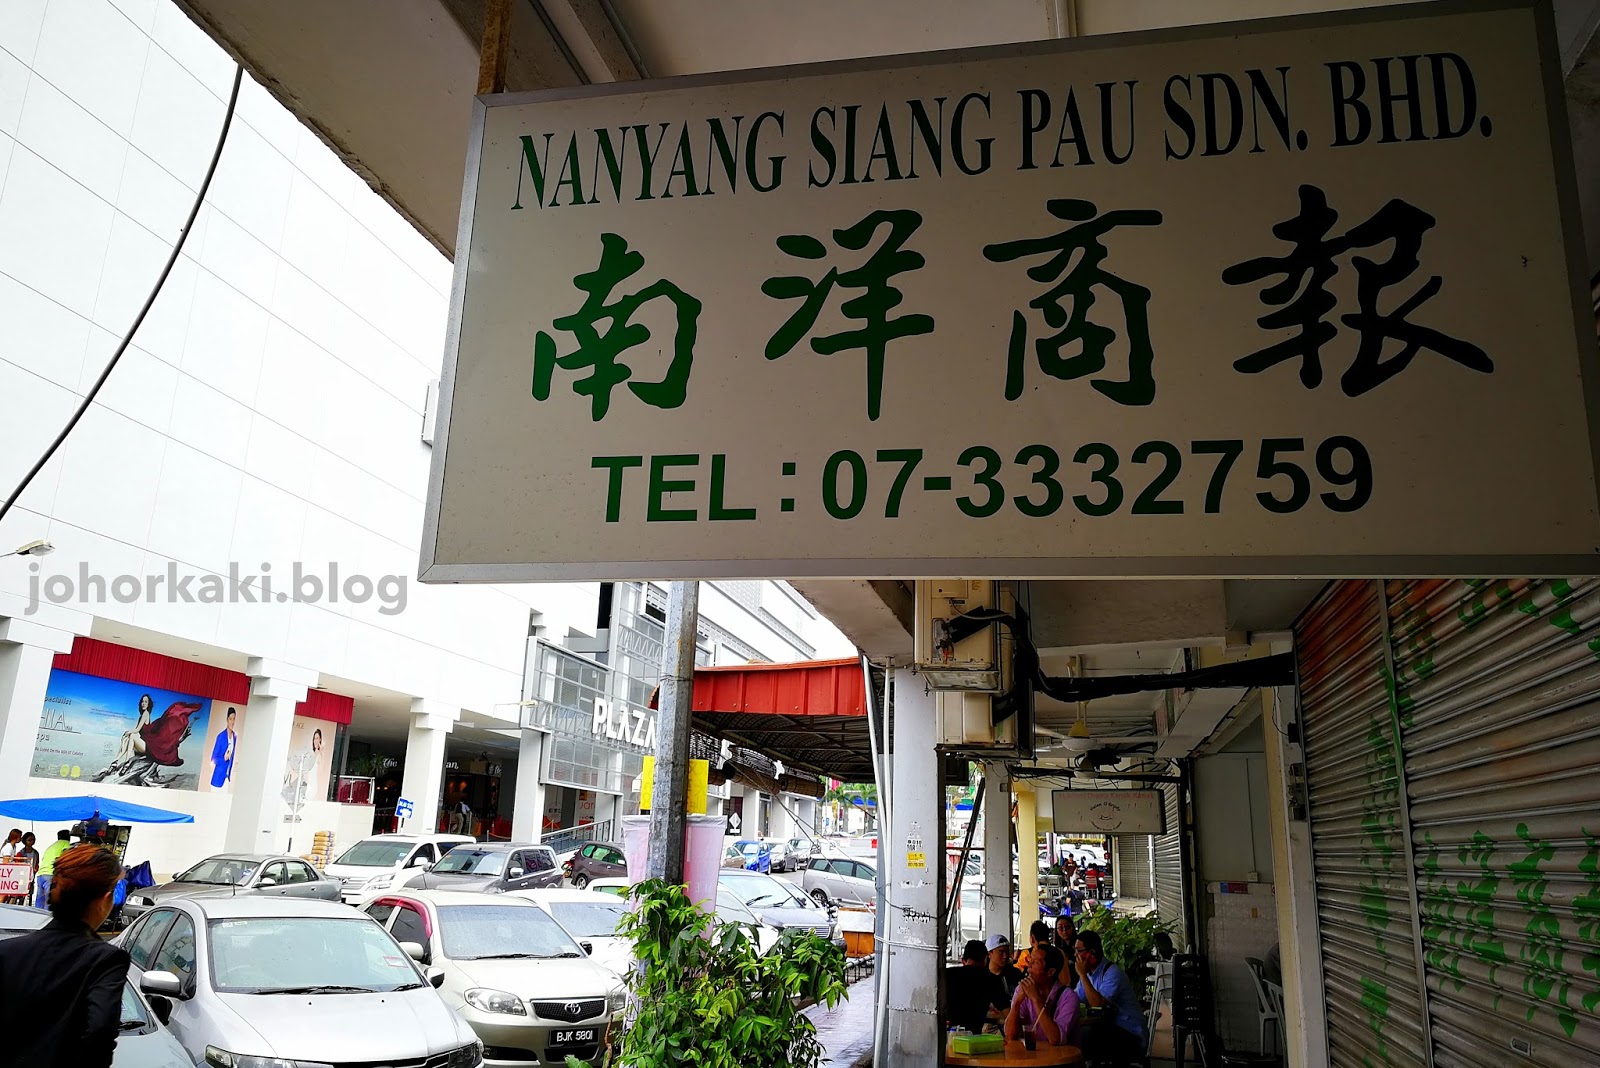 NANYANG SIANG PAU SDN. BHD.
南洋商報
TEL : 07-3332759
johorkaki.blog
PLAZA
BJK 5801